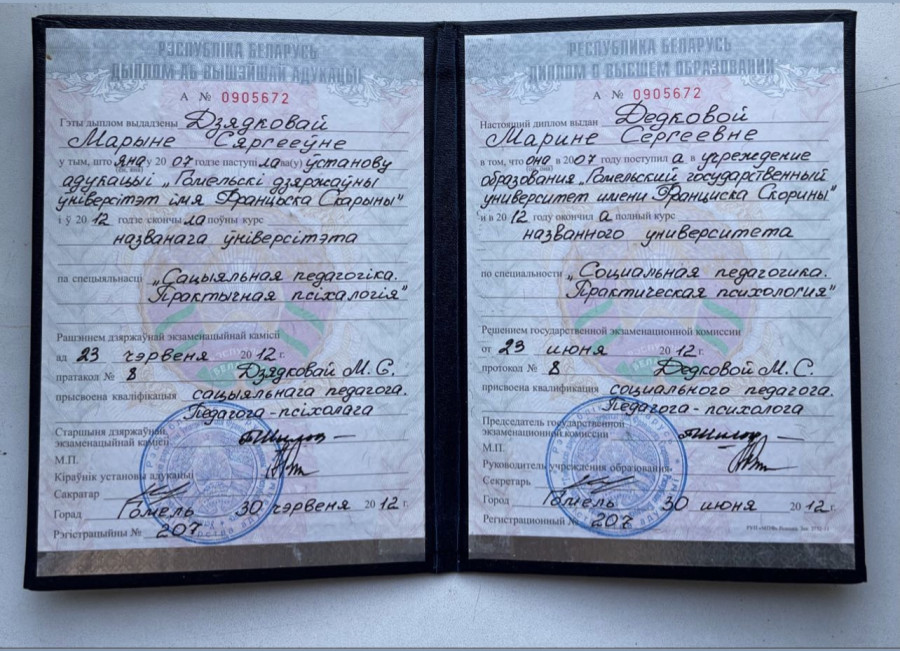 РЭСПУБЛІКА БЕЛАРУСЬ
ДЫПЛОМ АБ ВЫШЭЙШАЙ АДУКАЦЫІ
А № 0905672
Гэты дыплом выдадзены Дзядковай
Марыне Сяргееўне
у тым, што яна у 2007 годзе паступіла ва(у) ўстанову
адукацыі „Гомельскі дзяржаўны
ўніверсітэт імя Францыска Скарыны"
і ў 2012 годзе скончыла поўны курс
названага ўніверсітэта
па спецыяльнасці „Сацыяльная педагогіка.
Практычная псіхалогія"
Рашэннем дзяржаўнай экзаменацыйнай камісіі
ад 23 чэрвеня 2012 г.
пратакол № 8 Дзядковай М.С.
прысвоена кваліфікацыя сацыяльнага педагога.
Педагога-псіхолага
Старшыня дзяржаўнай
экзаменацыйнай камісіі
М.П.
Кіраўнік установы адукацыі
Сакратар
Горад Гомель 30 чэрвеня 2012 г.
Рэгістрацыйны № 207
РЕСПУБЛИКА БЕЛАРУСЬ
ДИПЛОМ О ВЫСШЕМ ОБРАЗОВАНИИ
А № 0905672
Настоящий диплом выдан Дедковой
Марине Сергеевне
в том, что она в 2007 году поступила в учреждение
образования „Гомельский государственный
университет имени Франциска Скорины"
и в 2012 году окончила полный курс
названного университета
по специальности „Социальная педагогика.
Практическая психология"
Решением государственной экзаменационной комиссии
от 23 июня 2012 г.
протокол № 8 Дедковой М.С.
присвоена квалификация социального педагога.
Педагога-психолога
Председатель государственной
экзаменационной комиссии
М.П.
Руководитель учреждения образования
Секретарь
Город Гомель 30 июня 2012 г.
Регистрационный № 207